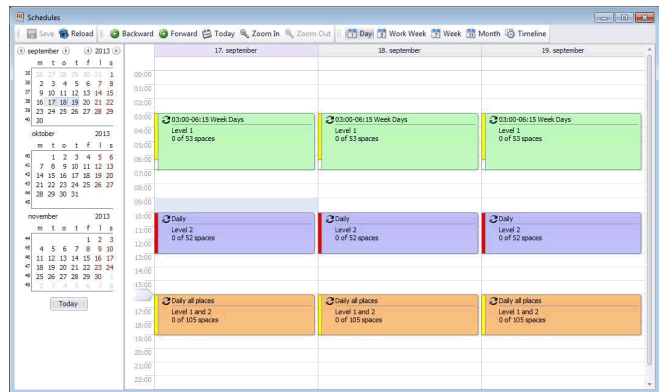 Schedules
Save Reload Backward Forward Today Zoom In Zoom Out Day Work Week Week Month Timeline
september 2013
m t o t f l s
35 26 27 28 29 30 31 1
36 2 3 4 5 6 7 8
37 9 10 11 12 13 14 15
38 16 17 18 19 20 21 22
39 23 24 25 26 27 28 29
40 30
oktober 2013
m t o t f l s
40 1 2 3 4 5 6
41 7 8 9 10 11 12 13
42 14 15 16 17 18 19 20
43 21 22 23 24 25 26 27
44 28 29 30 31
45
november 2013
m t o t f l s
44 1 2 3
45 4 5 6 7 8 9 10
46 11 12 13 14 15 16 17
47 18 19 20 21 22 23 24
48 25 26 27 28 29 30 1
49 2 3 4 5 6 7 8
Today
17. september 18. september 19. september
00:00
01:00
02:00
03:00
04:00
05:00
06:00
07:00
08:00
09:00
10:00
11:00
12:00
13:00
14:00
15:00
17:00
18:00
19:00
20:00
21:00
22:00
03:00-06:15 Week Days
Level 1
0 of 53 spaces
03:00-06:15 Week Days
Level 1
0 of 53 spaces
03:00-06:15 Week Days
Level 1
0 of 53 spaces
Daily
Level 2
0 of 52 spaces
Daily
Level 2
0 of 52 spaces
Daily
Level 2
0 of 52 spaces
Daily all places
Level 1 and 2
0 of 105 spaces
Daily all places
Level 1 and 2
0 of 105 spaces
Daily all places
Level 1 and 2
0 of 105 spaces